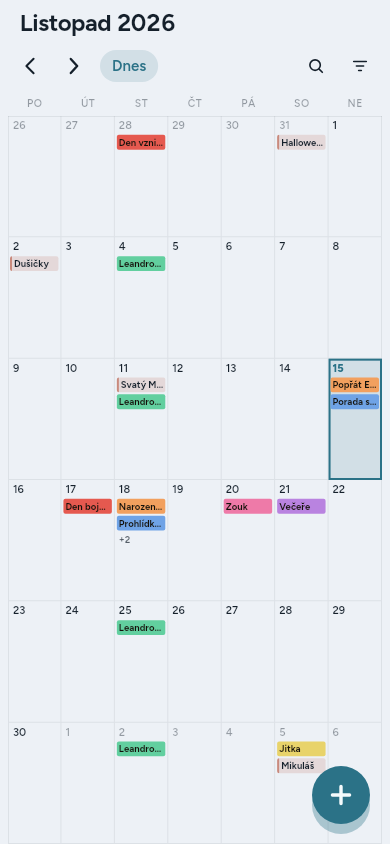 Listopad 2026
Dnes
PO ÚT ST ČT PÁ SO NE
26 27 28 29 30 31 1
Den vzni... Hallowe...
2 3 4 5 6 7 8
Dušičky Leandro...
9 10 11 12 13 14 15
Svatý M... Popřát E...
Leandro... Porada s...
16 17 18 19 20 21 22
Den boj... Narozen... Zouk Večeře
Prohlídk...
+2
23 24 25 26 27 28 29
Leandro...
30 1 2 3 4 5 6
Leandro... Jitka
Mikuláš